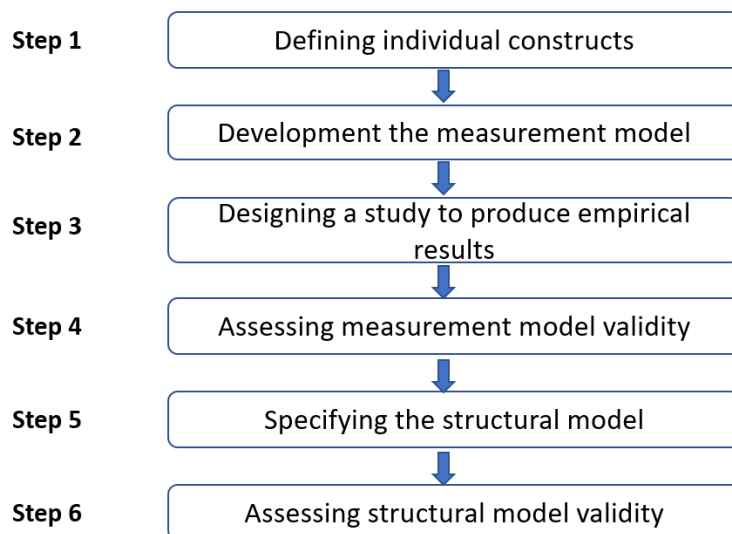 Step 1
Defining individual constructs
Step 2
Development the measurement model
Step 3
Designing a study to produce empirical
results
Step 4
Assessing measurement model validity
Step 5
Specifying the structural model
Step 6
Assessing structural model validity